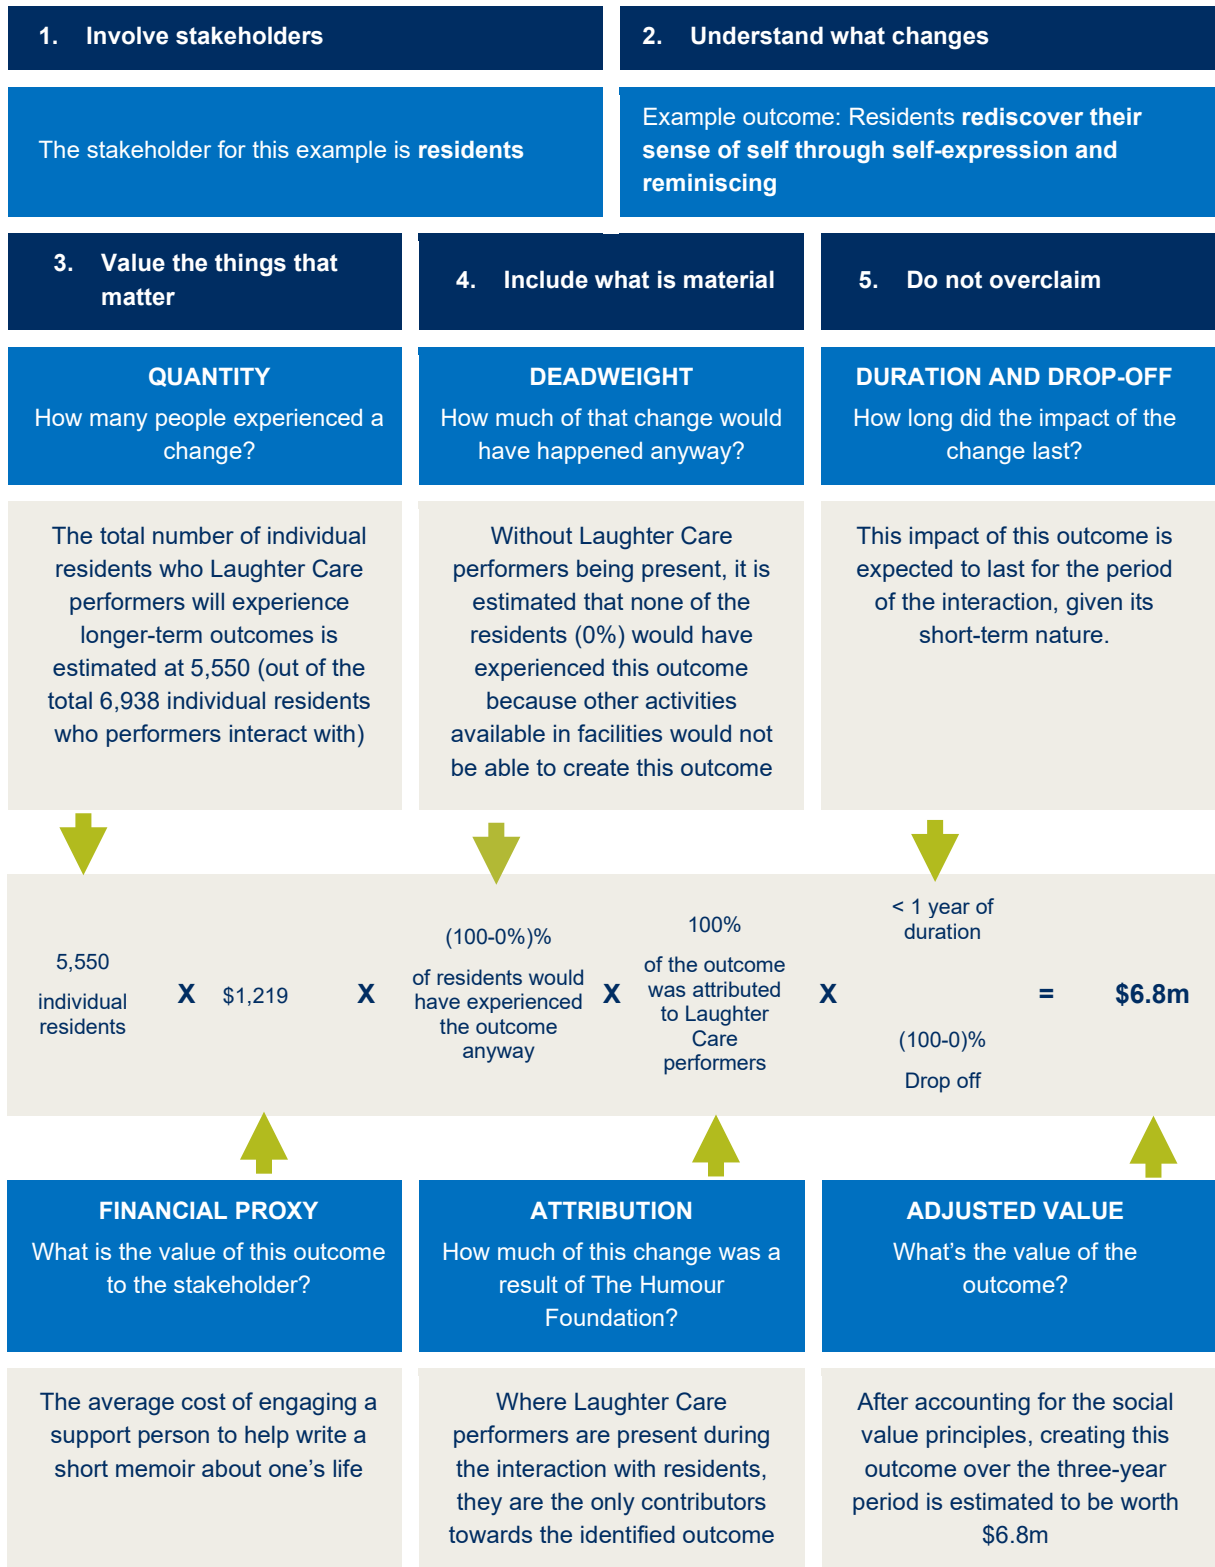 1. Involve stakeholders
2. Understand what changes
The stakeholder for this example is residents
Example outcome: Residents rediscover their
sense of self through self-expression and
reminiscing
3. Value the things that
matter
4. Include what is material
5. Do not overclaim
QUANTITY
How many people experienced a
change?
DEADWEIGHT
How much of that change would
have happened anyway?
DURATION AND DROP-OFF
How long did the impact of the
change last?
The total number of individual
residents who Laughter Care
performers will experience
longer-term outcomes is
estimated at 5,550 (out of the
total 6,938 individual residents
who performers interact with)
Without Laughter Care
performers being present, it is
estimated that none of the
residents (0%) would have
experienced this outcome
because other activities
available in facilities would not
be able to create this outcome
This impact of this outcome is
expected to last for the period
of the interaction, given its
short-term nature.
5,550
individual
residents
X
$1,219
X
(100-0%)%
of residents would
have experienced
the outcome
anyway
X
100%
of the outcome
was attributed
to Laughter
Care
performers
X
< 1 year of
duration
(100-0)%
Drop off
=
$6.8m
FINANCIAL PROXY
What is the value of this outcome
to the stakeholder?
ATTRIBUTION
How much of this change was a
result of The Humour
Foundation?
ADJUSTED VALUE
What's the value of the
outcome?
The average cost of engaging a
support person to help write a
short memoir about one's life
Where Laughter Care
performers are present during
the interaction with residents,
they are the only contributors
towards the identified outcome
After accounting for the social
value principles, creating this
outcome over the three-year
period is estimated to be worth
$6.8m